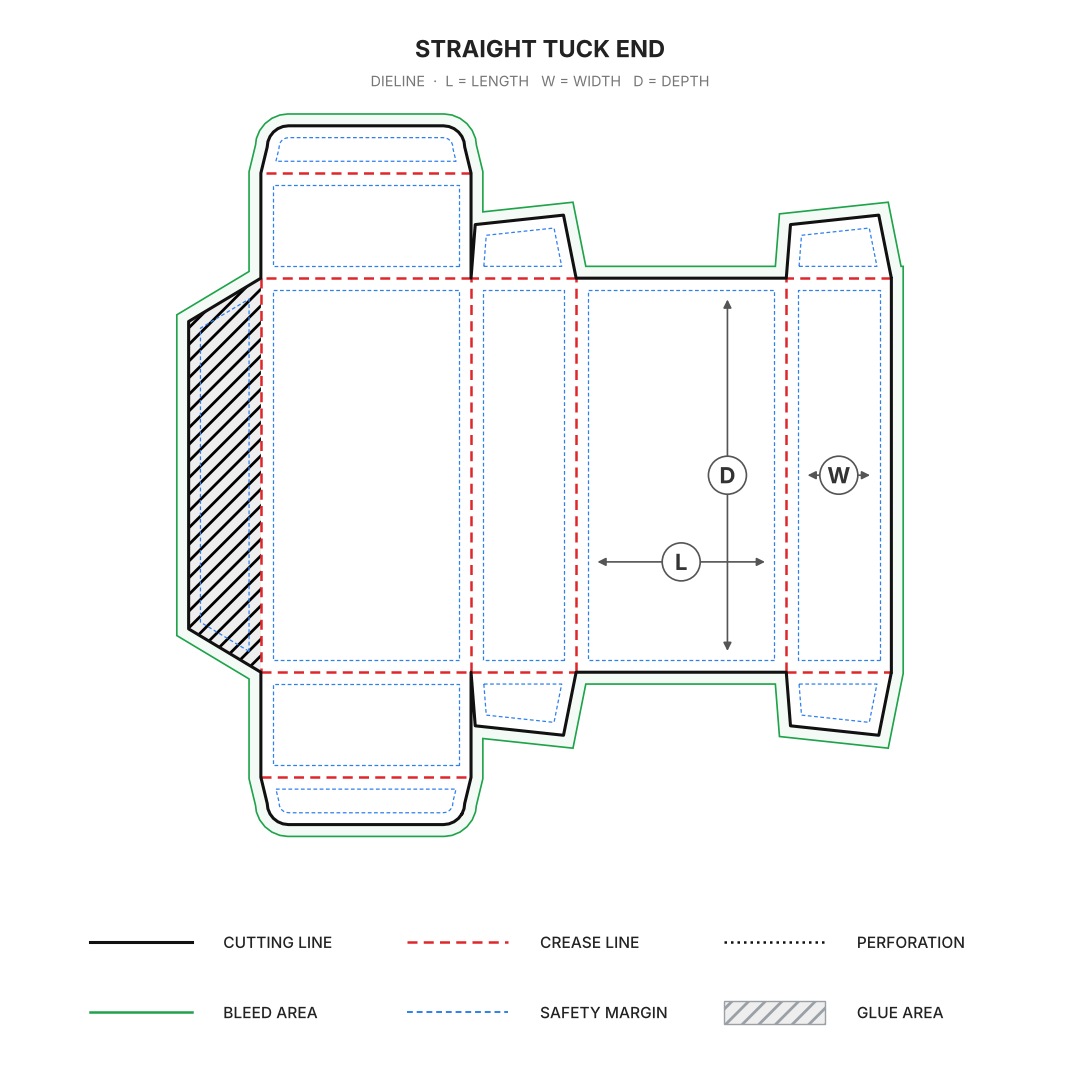 STRAIGHT TUCK END
DIELINE · L = LENGTH W = WIDTH D = DEPTH
D
W
L
CUTTING LINE
CREASE LINE
PERFORATION
BLEED AREA
SAFETY MARGIN
GLUE AREA